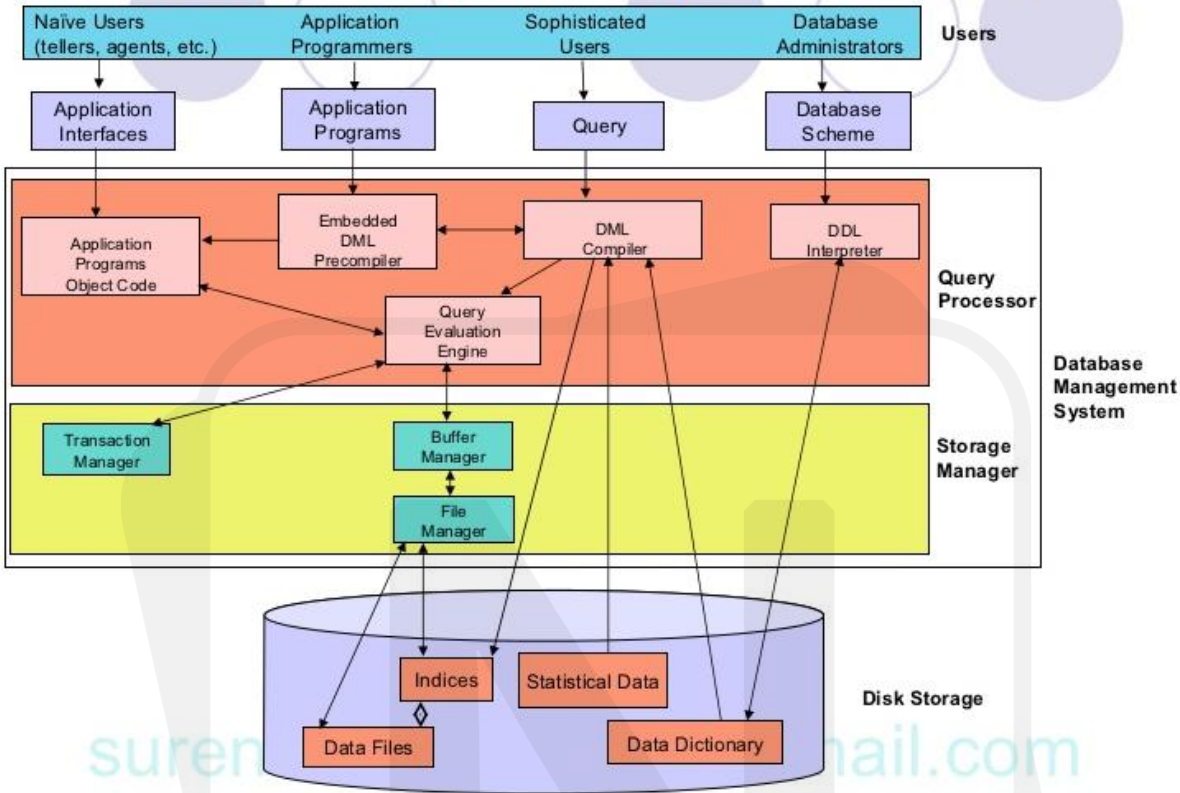 Naïve Users
(tellers, agents, etc.)
Application
Programmers
Sophisticated
Users
Database
Administrators
Users
Application
Interfaces
Application
Programs
Query
Database
Scheme
Application
Programs
Object Code
Embedded
DML
Precompiler
DML
Compiler
DDL
Interpreter
Query
Evaluation
Engine
Query
Processor
Database
Management
System
Transaction
Manager
Buffer
Manager
File
Manager
Storage
Manager
Indices
Statistical Data
Data Files
Data Dictionary
Disk Storage